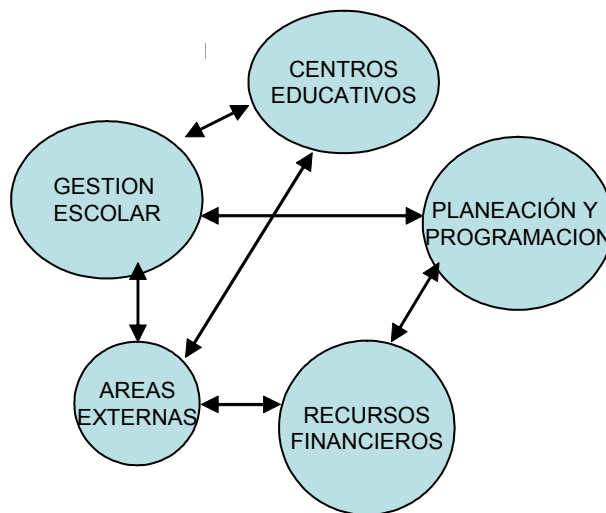 CENTROS
EDUCATIVOS
GESTION
ESCOLAR
PLANEACIÓN Y
PROGRAMACION
AREAS
EXTERNAS
RECURSOS
FINANCIEROS